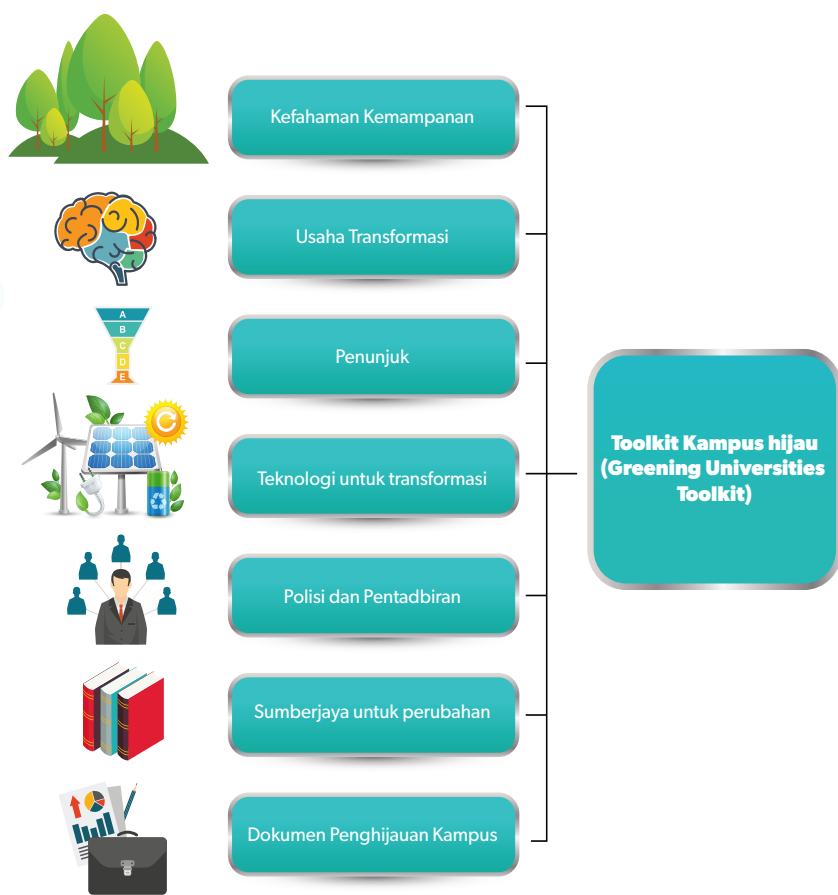 Kefahaman Kemampanan
Usaha Transformasi
A
B
C
D
E
Penunjuk
Teknologi untuk transformasi
Toolkit Kampus hijau
(Greening Universities
Toolkit)
Polisi dan Pentadbiran
Sumberjaya untuk perubahan
Dokumen Penghijauan Kampus